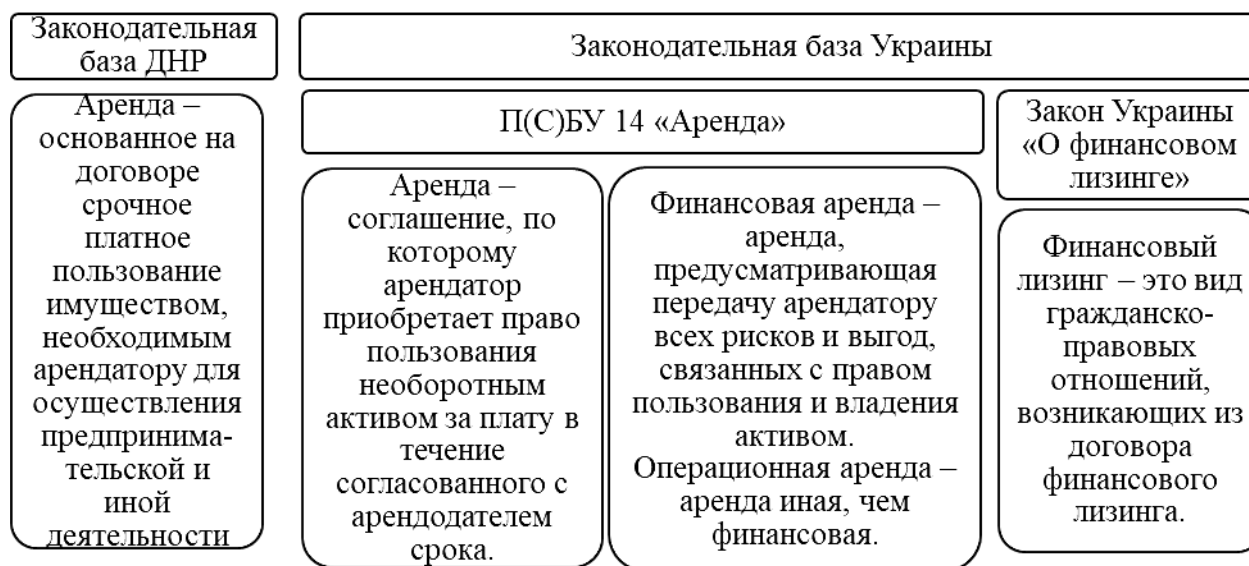 Законодательная
база ДНР
Законодательная база Украины
Аренда –
основанное на
договоре
срочное
платное
пользование
имуществом,
необходимым
арендатору для
осуществления
предпринима-
тельской и
иной
деятельности
П(С)БУ 14 «Аренда»
Аренда –
соглашение, по
которому
арендатор
приобретает право
пользования
необоротным
активом за плату в
течение
согласованного с
арендодателем
срока.
Финансовая аренда –
аренда,
предусматривающая
передачу арендатору
всех рисков и выгод,
связанных с правом
пользования и владения
активом.
Операционная аренда –
аренда иная, чем
финансовая.
Закон Украины
«О финансовом
лизинге»
Финансовый
лизинг – это вид
гражданско-
правовых
отношений,
возникающих из
договора
финансового
лизинга.